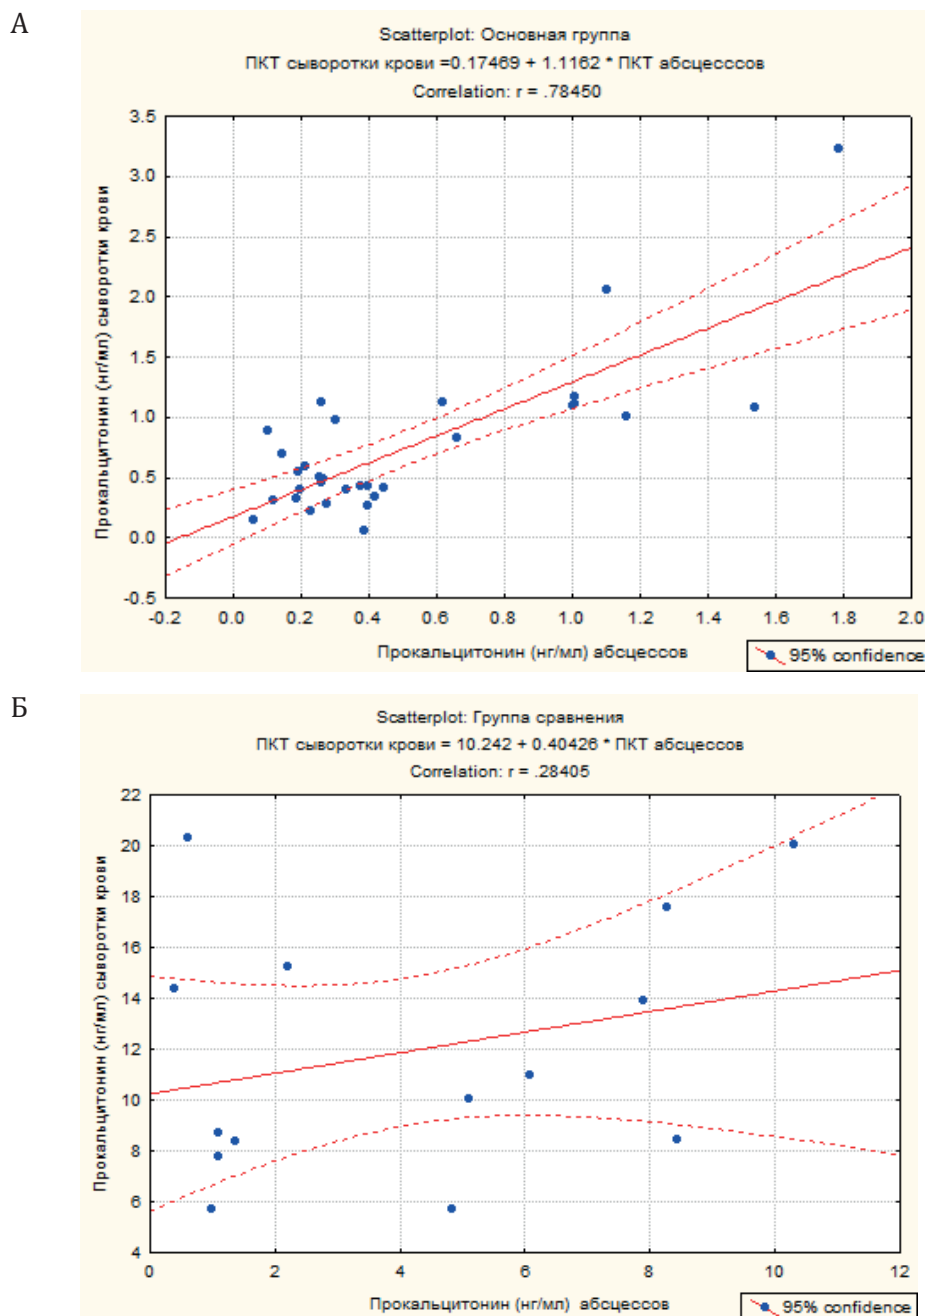 А
Scatterplot: Основная группа
ПКТ сыворотки крови =0.17469 + 1.1162 * ПКТ абсцесссов
Correlation: r = .78450
Прокальцитонин (нг/мл) сыворотки крови
3.5
3.0
2.5
2.0
1.5
1.0
0.5
0.0
-0.5
-0.2 0.0 0.2 0.4 0.6 0.8 1.0 1.2 1.4 1.6 1.8 2.0
Прокальцитонин (нг/мл) абсцессов
95% confidence
Б
Scatterplot: Группа сравнения
ПКТ сыворотки крови = 10.242 + 0.40426 * ПКТ абсцессов
Correlation: r = .28405
Прокальцитонин (нг/мл) сыворотки крови
22
20
18
16
14
12
10
8
6
4
0 2 4 6 8 10 12
Прокальцитонин (нг/мл) абсцессов
95% confidence